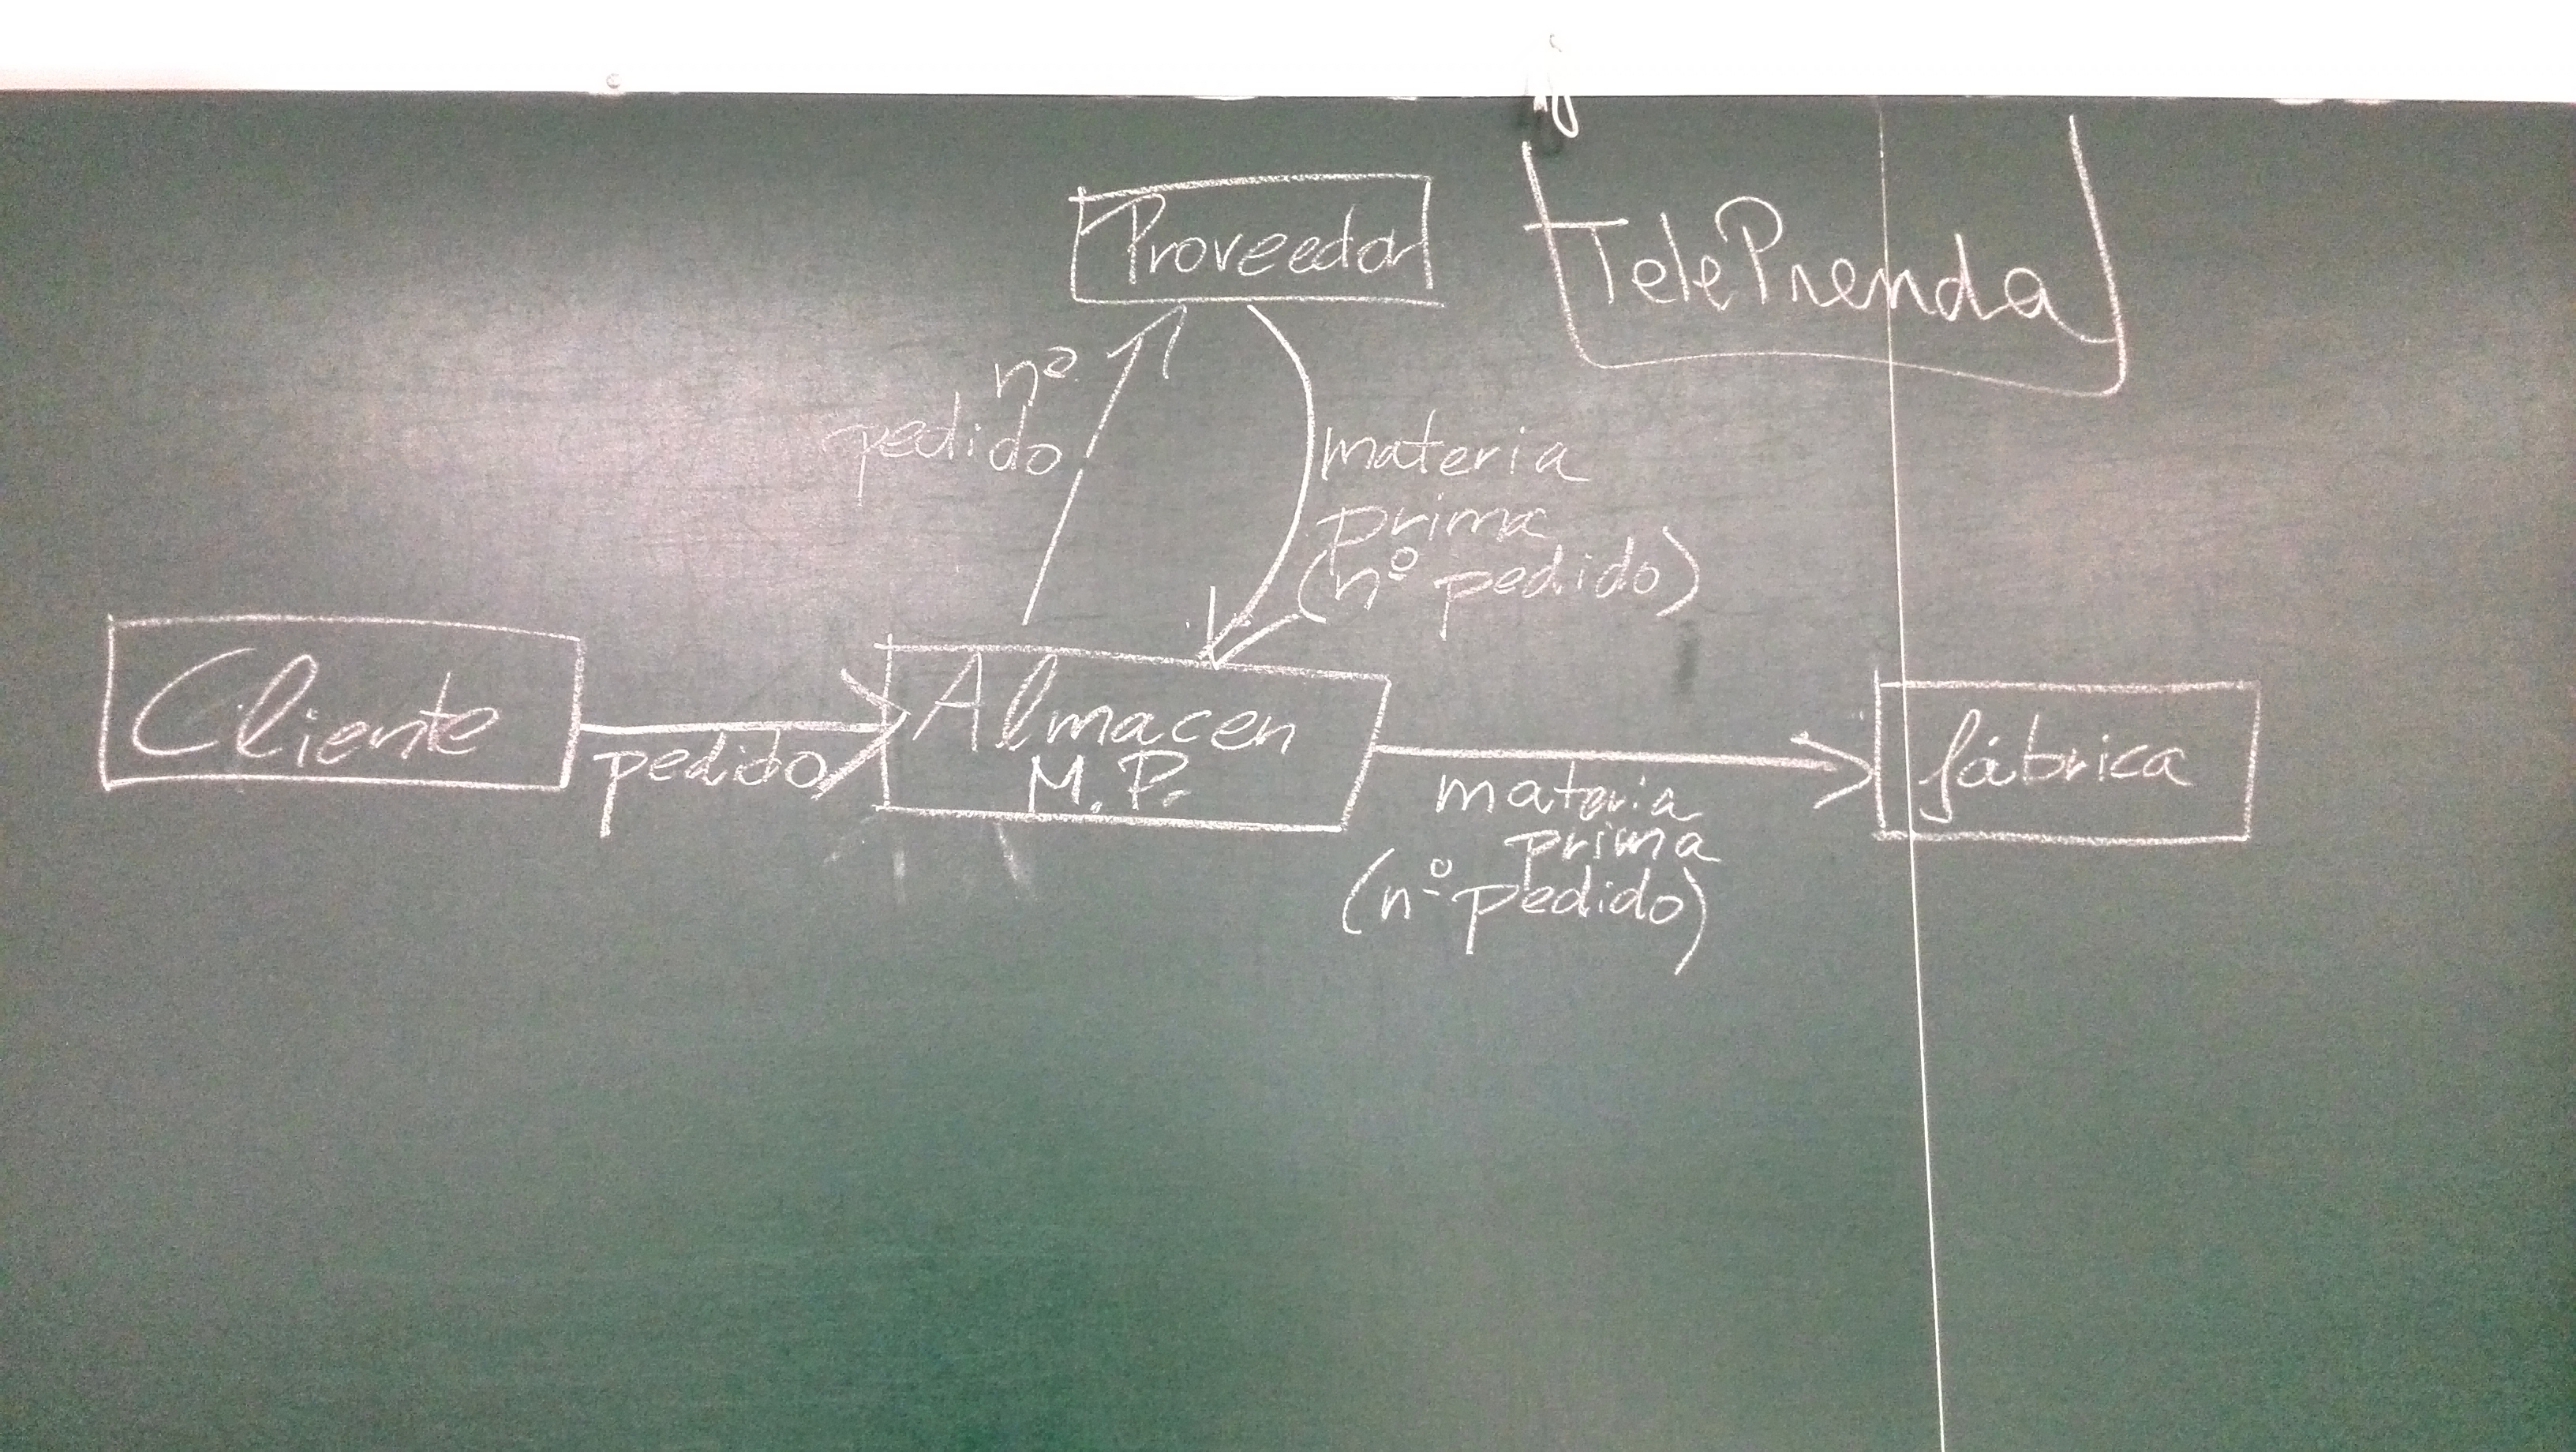 Proveedor
TelePrenda
nº
pedido
materia
prima
(nº pedido)
Cliente
pedido
Almacen
M.P.
materia
prima
(nº pedido)
fábrica